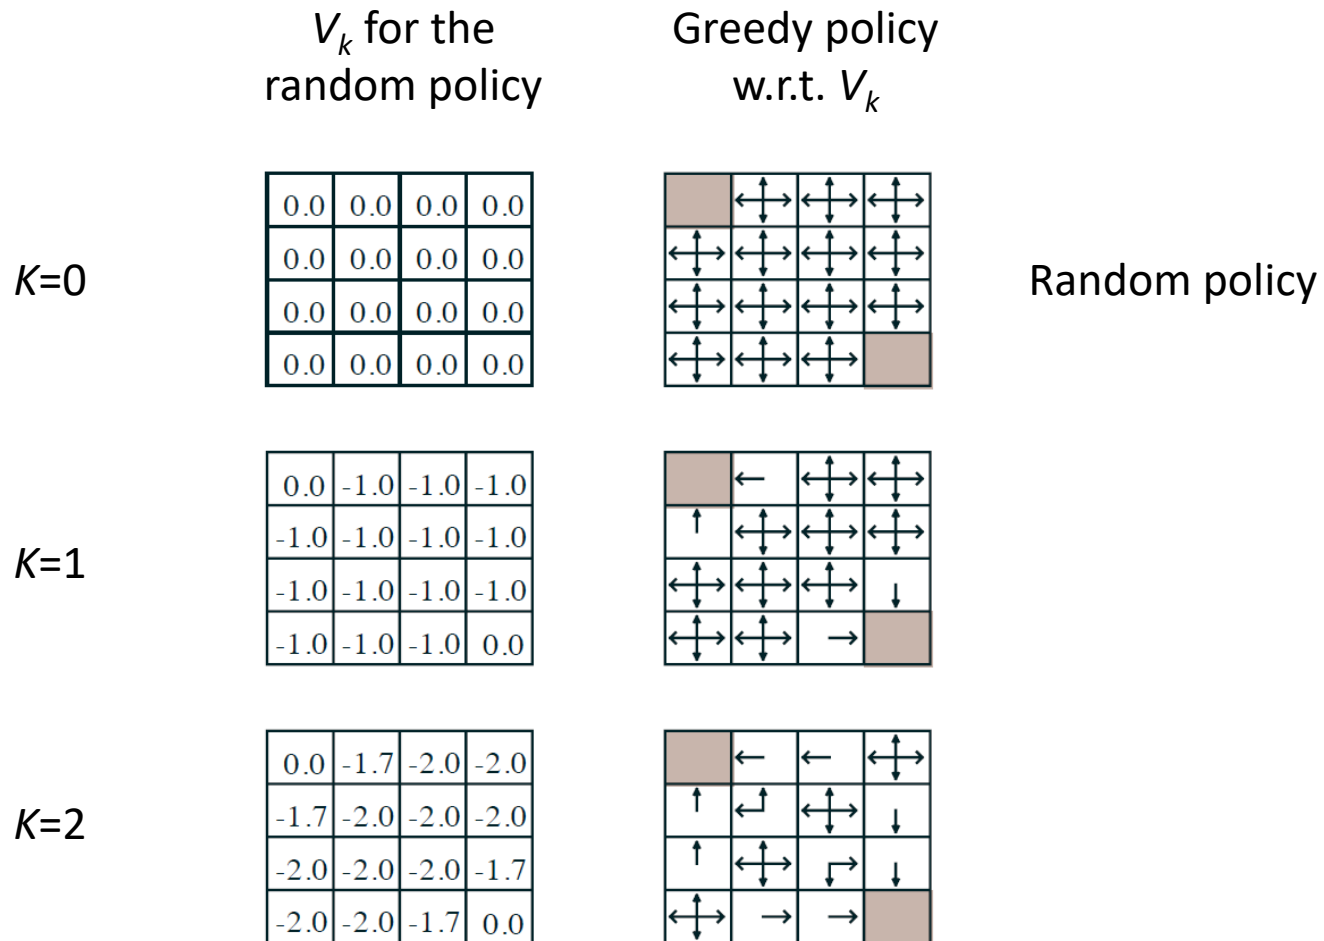 V_k for the
random policy
Greedy policy
w.r.t. V_k
K=0
0.0 0.0 0.0 0.0
0.0 0.0 0.0 0.0
0.0 0.0 0.0 0.0
0.0 0.0 0.0 0.0
Random policy
K=1
0.0 -1.0 -1.0 -1.0
-1.0 -1.0 -1.0 -1.0
-1.0 -1.0 -1.0 -1.0
-1.0 -1.0 -1.0 0.0
K=2
0.0 -1.7 -2.0 -2.0
-1.7 -2.0 -2.0 -2.0
-2.0 -2.0 -2.0 -1.7
-2.0 -2.0 -1.7 0.0